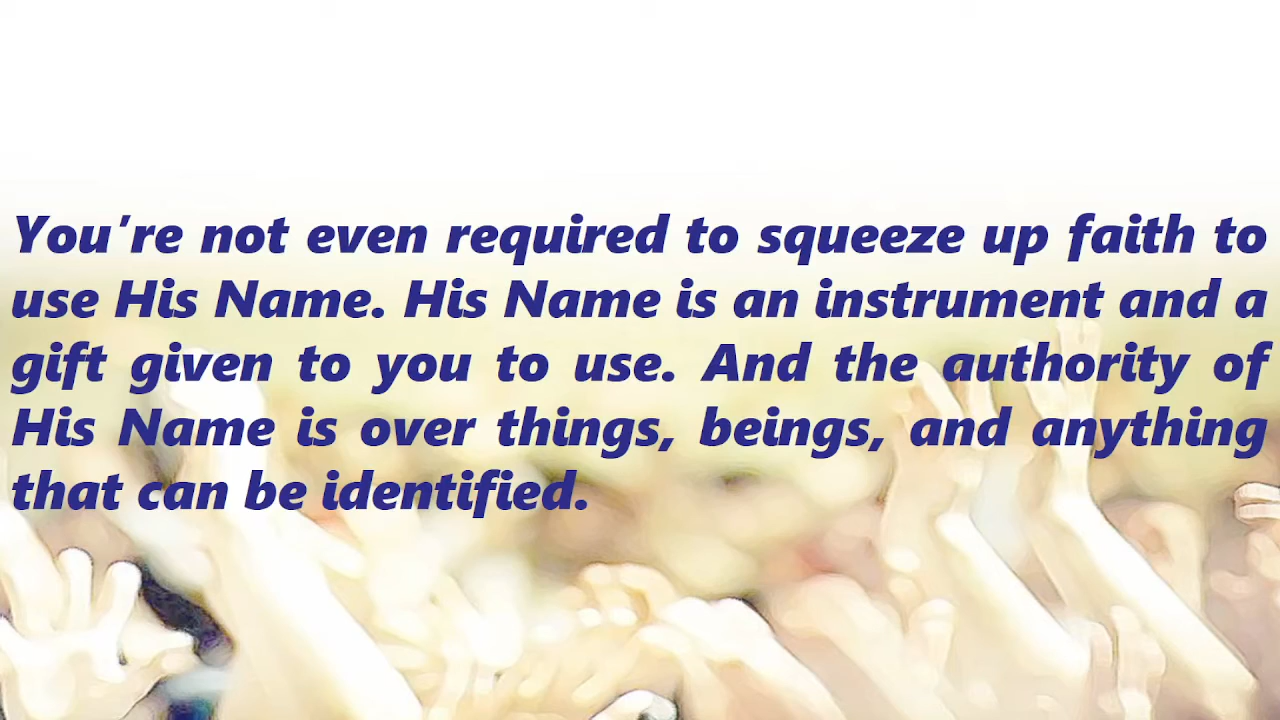 You're not even required to squeeze up faith to
use His Name. His Name is an instrument and a
gift given to you to use. And the authority of
His Name is over things, beings, and anything
that can be identified.